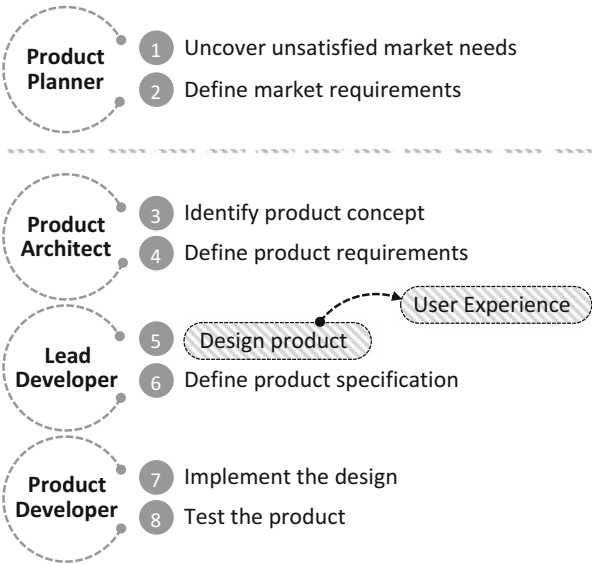 Product
Planner
1 Uncover unsatisfied market needs
2 Define market requirements
Product
Architect
3 Identify product concept
4 Define product requirements
User Experience
Lead
Developer
5 Design product
6 Define product specification
Product
Developer
7 Implement the design
8 Test the product